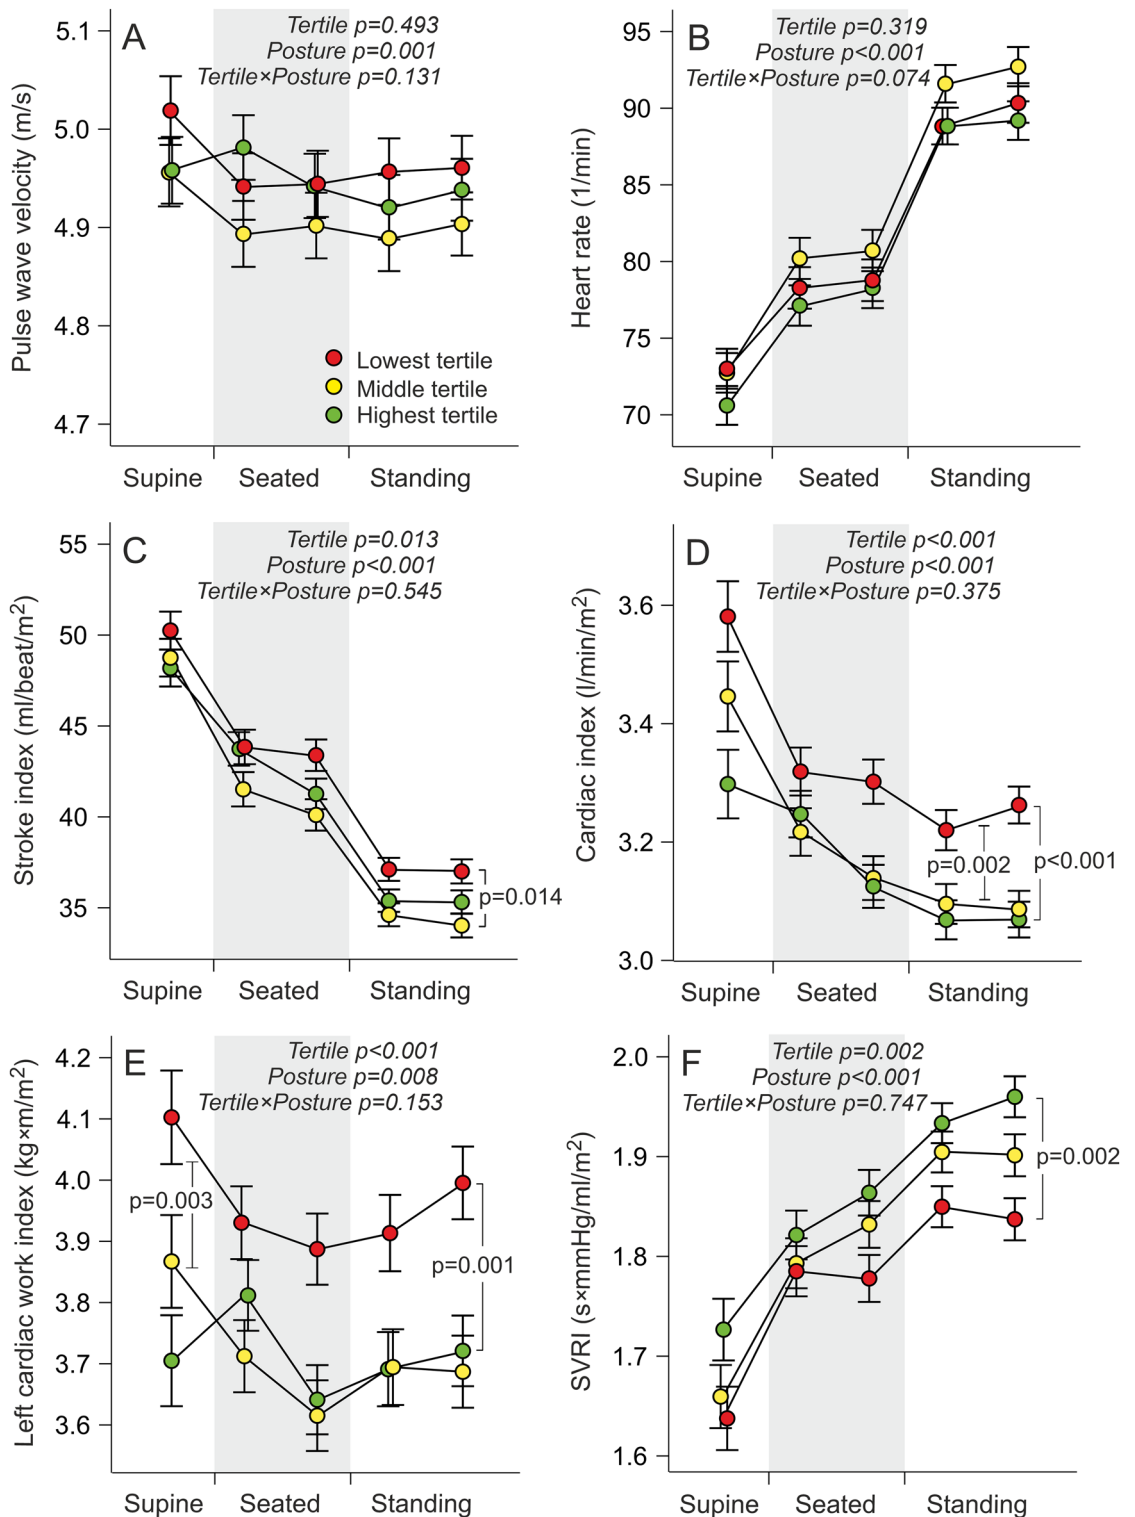 A
Tertile p=0.493
Posture p=0.001
Tertile×Posture p=0.131
Pulse wave velocity (m/s)
5.1
5.0
4.9
4.8
4.7
Lowest tertile
Middle tertile
Highest tertile
Supine Seated Standing
B
Tertile p=0.319
Posture p<0.001
Tertile×Posture p=0.074
Heart rate (1/min)
95
90
85
80
75
70
Supine Seated Standing
C
Tertile p=0.013
Posture p<0.001
Tertile×Posture p=0.545
Stroke index (ml/beat/m²)
55
50
45
40
35
p=0.014
Supine Seated Standing
D
Tertile p<0.001
Posture p<0.001
Tertile×Posture p=0.375
Cardiac index (l/min/m²)
3.6
3.4
3.2
3.0
p=0.002
p<0.001
Supine Seated Standing
E
Tertile p<0.001
Posture p=0.008
Tertile×Posture p=0.153
Left cardiac work index (kg×m/m²)
4.2
4.1
4.0
3.9
3.8
3.7
3.6
p=0.003
p=0.001
Supine Seated Standing
F
Tertile p=0.002
Posture p<0.001
Tertile×Posture p=0.747
SVRI (s×mmHg/ml/m²)
2.0
1.9
1.8
1.7
1.6
p=0.002
Supine Seated Standing